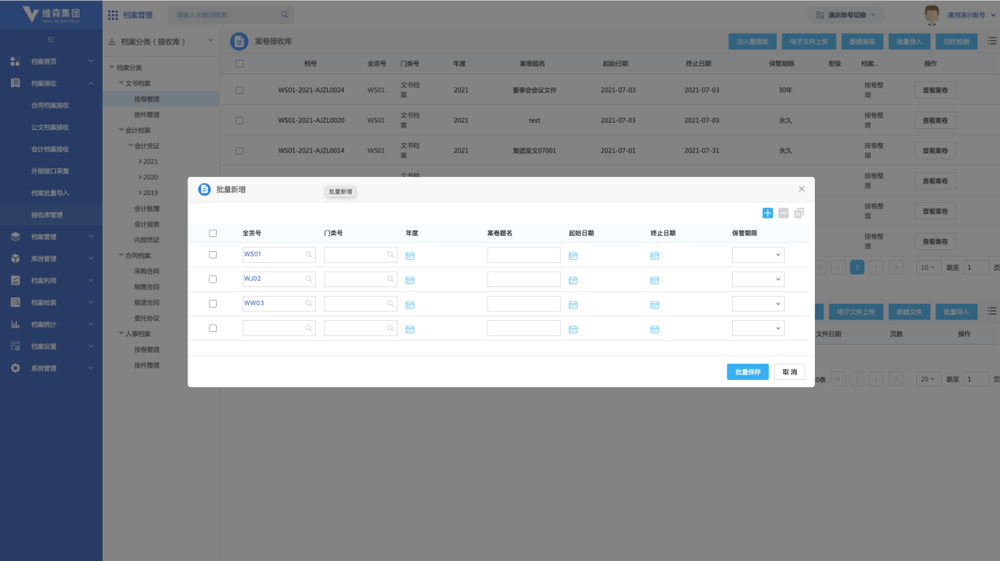 维森集团
档案管理
请输入关键词搜索
演示账号切换
通用演示账号
档案首页
档案接收
合同档案接收
公文档案接收
会计档案接收
外部接口采集
档案批量导入
接收库管理
档案管理
库房管理
档案利用
档案检索
档案统计
档案设置
系统管理
档案分类（接收库）
档案分类
文书档案
按卷整理
按件整理
会计档案
会计凭证
2021
2020
2019
会计账簿
会计报表
内部凭证
合同档案
采购合同
销售合同
租赁合同
委托协议
人事档案
按卷整理
按件整理
案卷接收库
加入整理库 电子文件上传 新建案卷 批量导入 四性检测
档号 全宗号 门类号 年度 案卷题名 起始日期 终止日期 保管期限 密级 档案... 操作
WS01-2021-AJZL0024 WS01 文书档案 2021 董事会会议文件 2021-07-03 2021-07-03 30年 按卷整理 查看案卷
WS01-2021-AJZL0020 WS01 文书档案 2021 test 2021-07-03 2021-07-03 永久 按卷整理 查看案卷
WS01-2021-AJZL0014 WS01 文书档案 2021 集团发文07001 2021-07-01 2021-07-31 永久 按卷整理 查看案卷
文书档 按卷整理 查看案卷
按卷整理 查看案卷
按卷整理 查看案卷
1 10 跳至 1 页
批量新增
批量新增
全宗号 门类号 年度 案卷题名 起始日期 终止日期 保管期限
WS01
WJ02
WW03
批量保存 取 消
电子文件上传 新建文件 批量导入
文件日期 页数 操作
0条 20 跳至 1 页